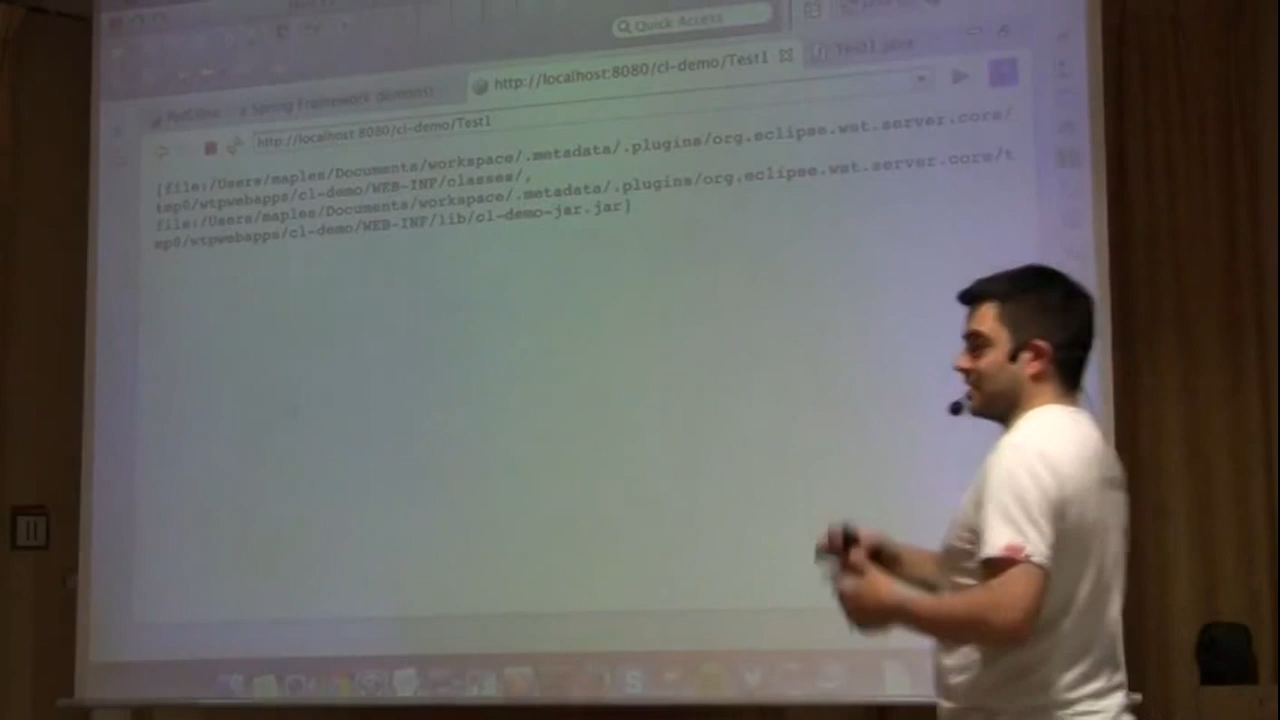 Quick Access
Spring Framework
http://localhost:8080/cl-demo/Test1
Test1.java
http://localhost:8080/cl-demo/Test1
[file:/Users/maples/Documents/workspace/.metadata/.plugins/org.eclipse.wst.server.core/
tmp0/wtpwebapps/cl-demo/WEB-INF/classes/,
file:/Users/maples/Documents/workspace/.metadata/.plugins/org.eclipse.wst.server.core/t
mp0/wtpwebapps/cl-demo/WEB-INF/lib/cl-demo-jar.jar]